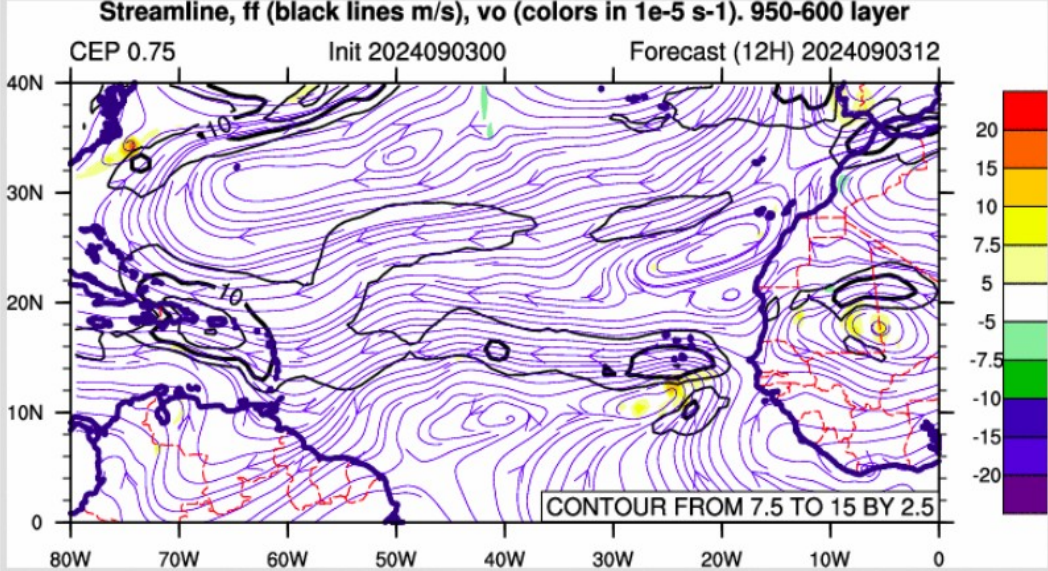 Streamline, ff (black lines m/s), vo (colors in 1e-5 s-1). 950-600 layer
CEP 0.75 Init 2024090300 Forecast (12H) 2024090312
40N
30N
20N
10N
0
10
10
20
15
10
7.5
5
-5
-7.5
-10
-15
-20
CONTOUR FROM 7.5 TO 15 BY 2.5
80W 70W 60W 50W 40W 30W 20W 10W 0